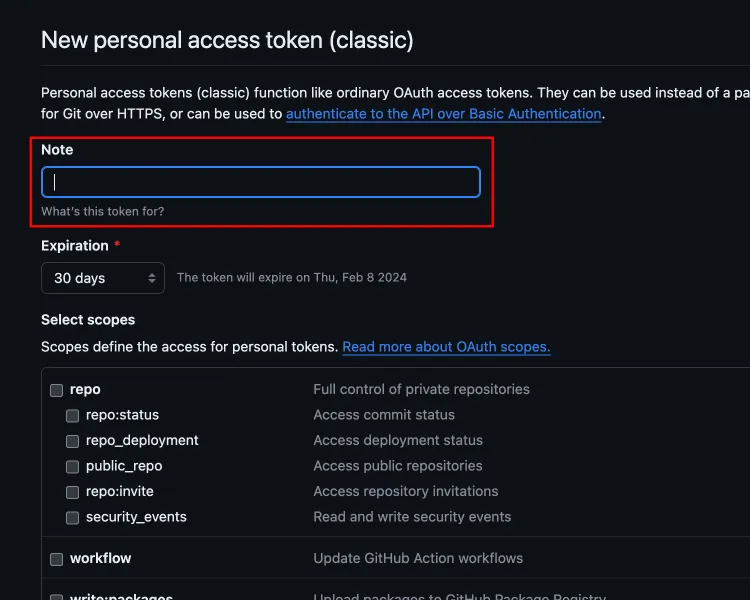 New personal access token (classic)
Personal access tokens (classic) function like ordinary OAuth access tokens. They can be used instead of a pa
for Git over HTTPS, or can be used to authenticate to the API over Basic Authentication.
Note
What's this token for?
Expiration *
30 days The token will expire on Thu, Feb 8 2024
Select scopes
Scopes define the access for personal tokens. Read more about OAuth scopes.
repo Full control of private repositories
repo:status Access commit status
repo_deployment Access deployment status
public_repo Access public repositories
repo:invite Access repository invitations
security_events Read and write security events
workflow Update GitHub Action workflows
write:packages Upload packages to GitHub Package Registry